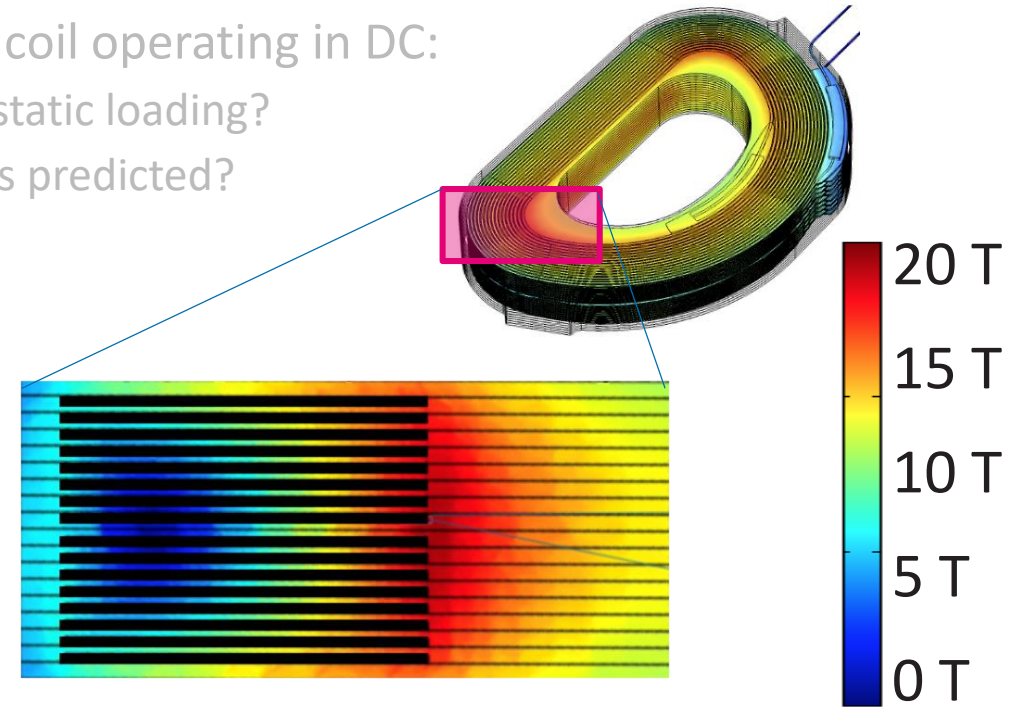 coil operating in DC:
static loading?
s predicted?
20 T
15 T
10 T
5 T
0 T